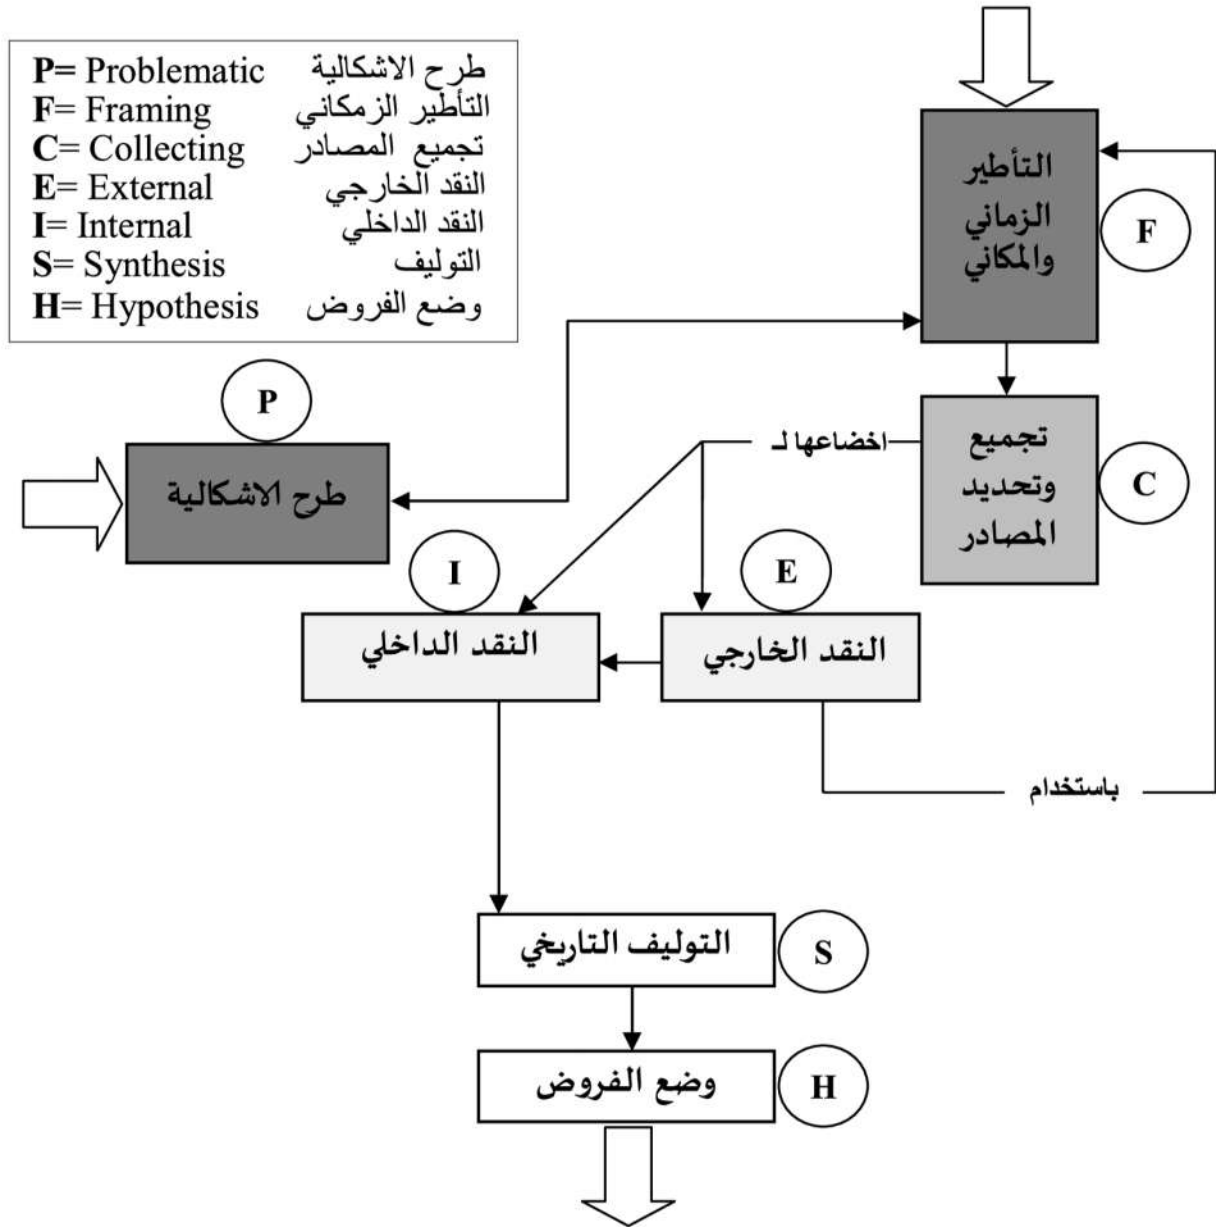 P= Problematic طرح الاشكالية
F= Framing التأطير الزمكاني
C= Collecting تجميع المصادر
E= External النقد الخارجي
I= Internal النقد الداخلي
S= Synthesis التوليف
H= Hypothesis وضع الفروض
التأطير
الزماني
والمكاني
F
P
طرح الاشكالية
اخضاعها لـ
تجميع
وتحديد
المصادر
C
I
E
النقد الخارجي
النقد الداخلي
باستخدام
التوليف التاريخي
S
وضع الفروض
H